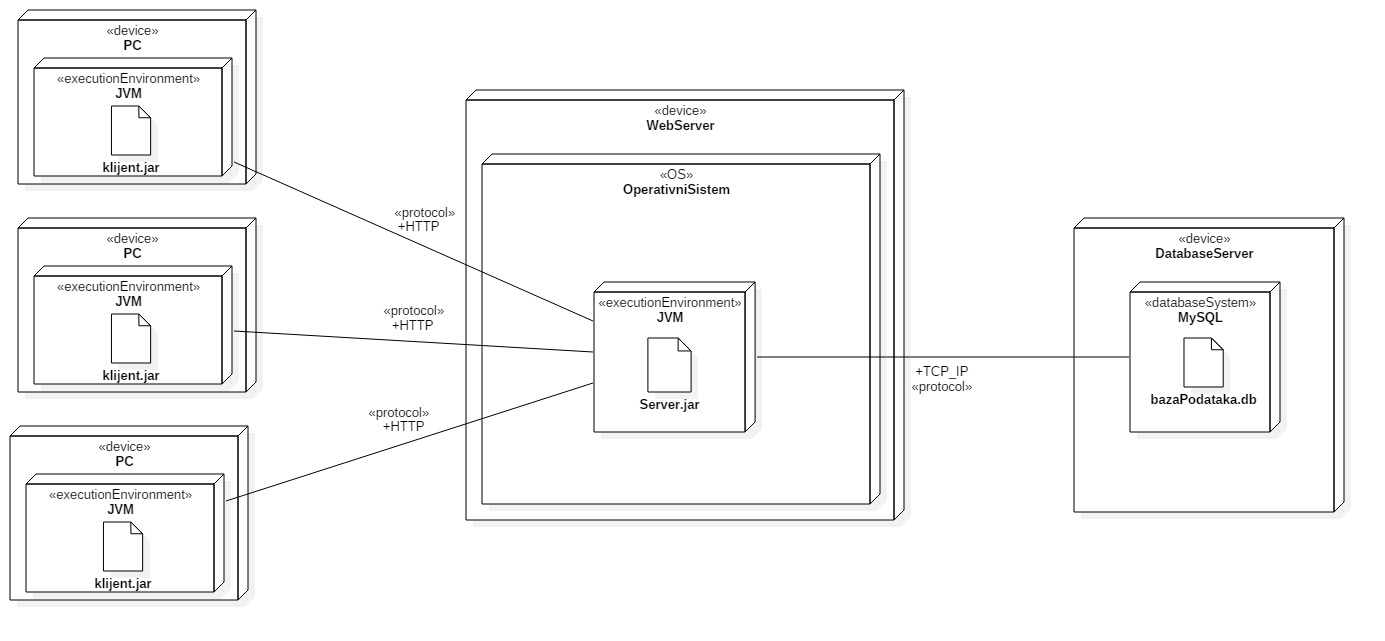 «device»
PC
«executionEnvironment»
JVM
klijent.jar
«device»
PC
«executionEnvironment»
JVM
klijent.jar
«device»
PC
«executionEnvironment»
JVM
klijent.jar
«protocol»
+HTTP
«protocol»
+HTTP
«protocol»
+HTTP
«device»
WebServer
«OS»
OperativniSistem
«executionEnvironment»
JVM
Server.jar
+TCP_IP
«protocol»
«device»
DatabaseServer
«databaseSystem»
MySQL
bazaPodataka.db